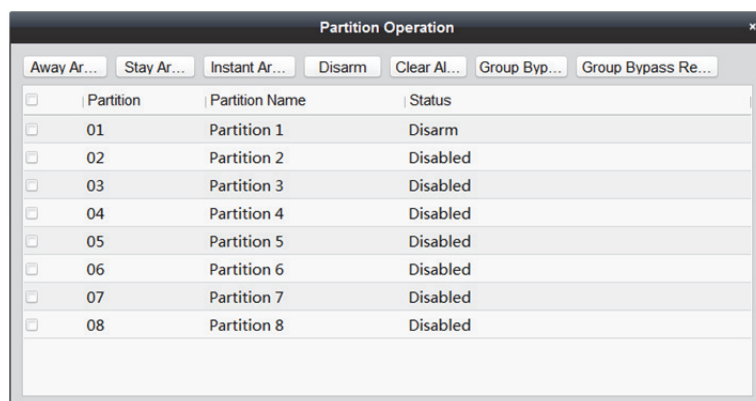 Partition Operation ×
Away Ar... Stay Ar... Instant Ar... Disarm Clear Al... Group Byp... Group Bypass Re...
Partition Partition Name Status
01 Partition 1 Disarm
02 Partition 2 Disabled
03 Partition 3 Disabled
04 Partition 4 Disabled
05 Partition 5 Disabled
06 Partition 6 Disabled
07 Partition 7 Disabled
08 Partition 8 Disabled